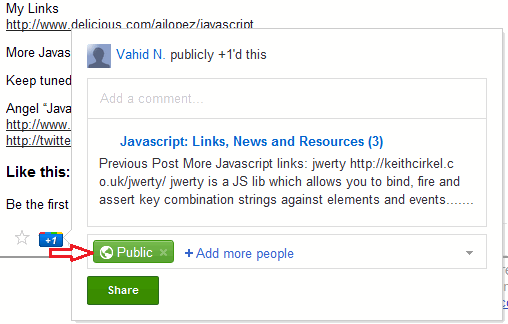 My Links
http://www.delicious.com/ajlopez/javascript
More Javas
Keep tuned
Angel “Java
http://www.
http://twitte
Like this:
Be the first
+1
Vahid N. publicly +1'd this
Add a comment...
Javascript: Links, News and Resources (3)
Previous Post More Javascript links: jwerty http://keithcirkel.c
o.uk/jwerty/ jwerty is a JS lib which allows you to bind, fire and
assert key combination strings against elements and events.......
Public × + Add more people
Share